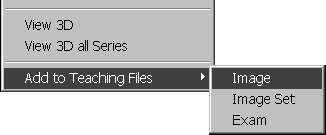 View 3D
View 3D all Series
Add to Teaching Files
Image
Image Set
Exam